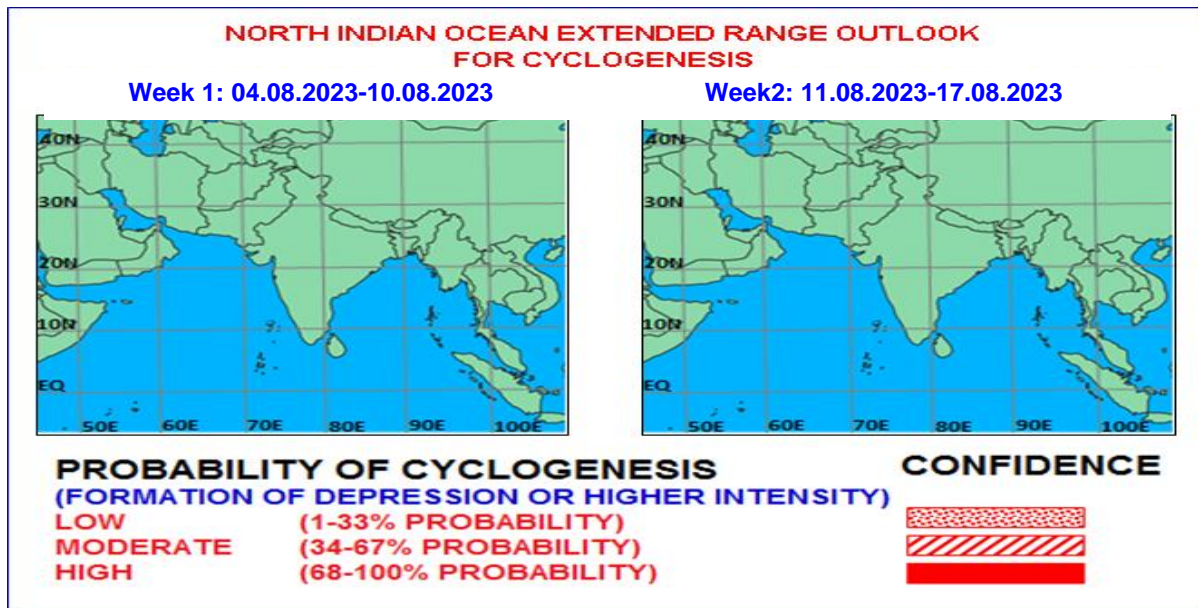 NORTH INDIAN OCEAN EXTENDED RANGE OUTLOOK
FOR CYCLOGENESIS
Week 1: 04.08.2023-10.08.2023
Week2: 11.08.2023-17.08.2023
40N
30N
20N
10N
EQ
50E 60E 70E 80E 90E 100E
40N
30N
20N
10N
EQ
50E 60E 70E 80E 90E 100E
PROBABILITY OF CYCLOGENESIS
CONFIDENCE
(FORMATION OF DEPRESSION OR HIGHER INTENSITY)
LOW (1-33% PROBABILITY)
MODERATE (34-67% PROBABILITY)
HIGH (68-100% PROBABILITY)